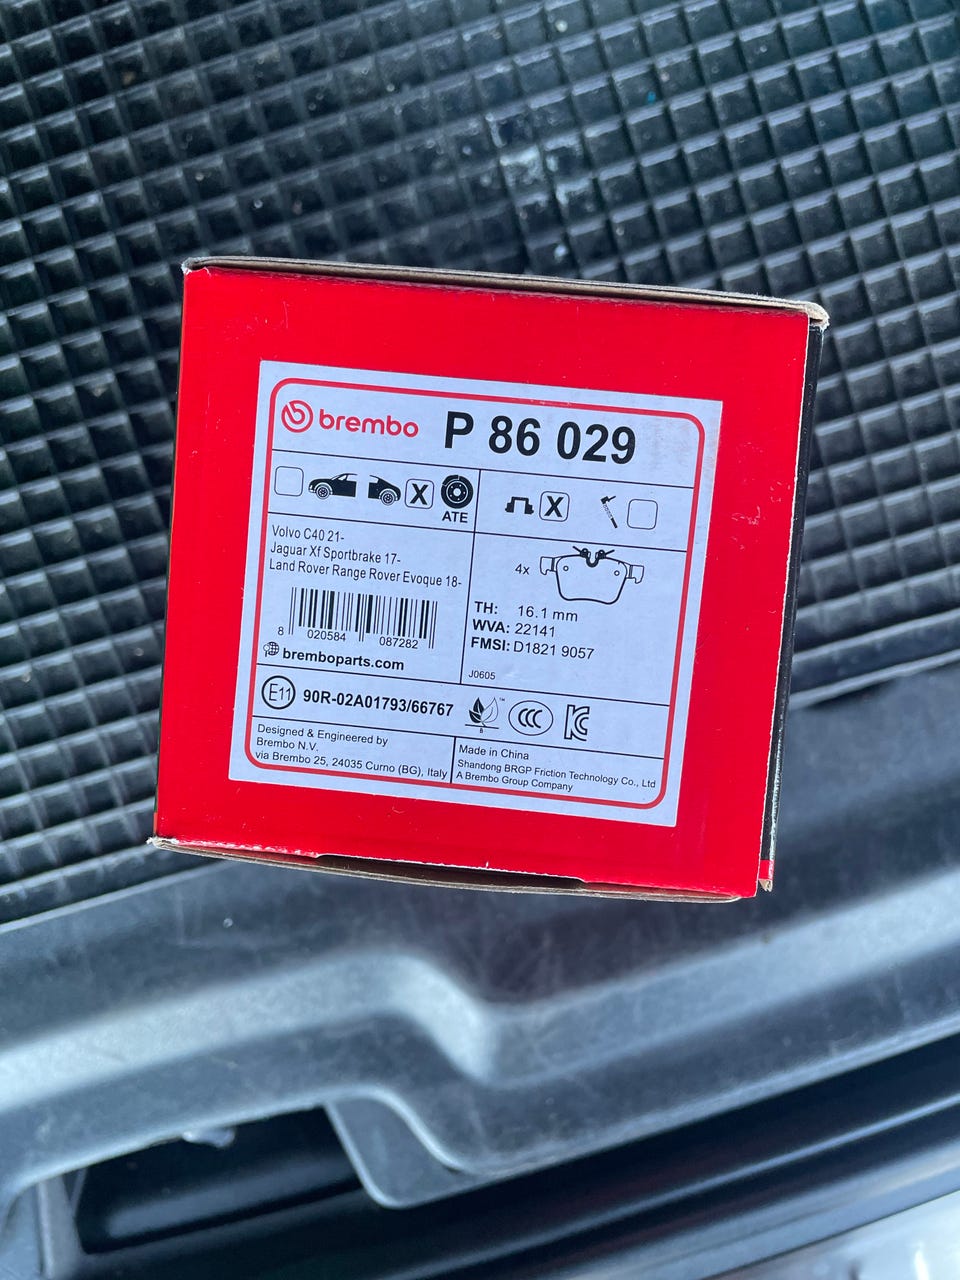 brembo P 86 029
X ATE X
Volvo C40 21-
Jaguar Xf Sportbrake 17-
Land Rover Range Rover Evoque 18-
8 020584 087282
bremboparts.com
4x
TH: 16.1 mm
WVA: 22141
FMSI: D1821 9057
J0605
E11 90R-02A01793/66767
B ™ CCC KC
Designed & Engineered by
Brembo N.V.
via Brembo 25, 24035 Curno (BG), Italy
Made in China
Shandong BRGP Friction Technology Co., Ltd
A Brembo Group Company